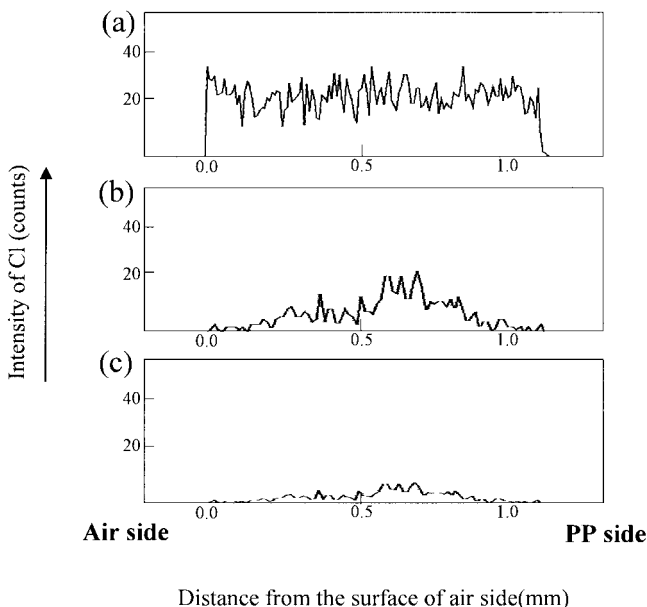 (a)
40
20
0.0 0.5 1.0
(b)
40
20
0.0 0.5 1.0
(c)
40
20
0.0 0.5 1.0
Intensity of Cl (counts)
Air side PP side
Distance from the surface of air side(mm)